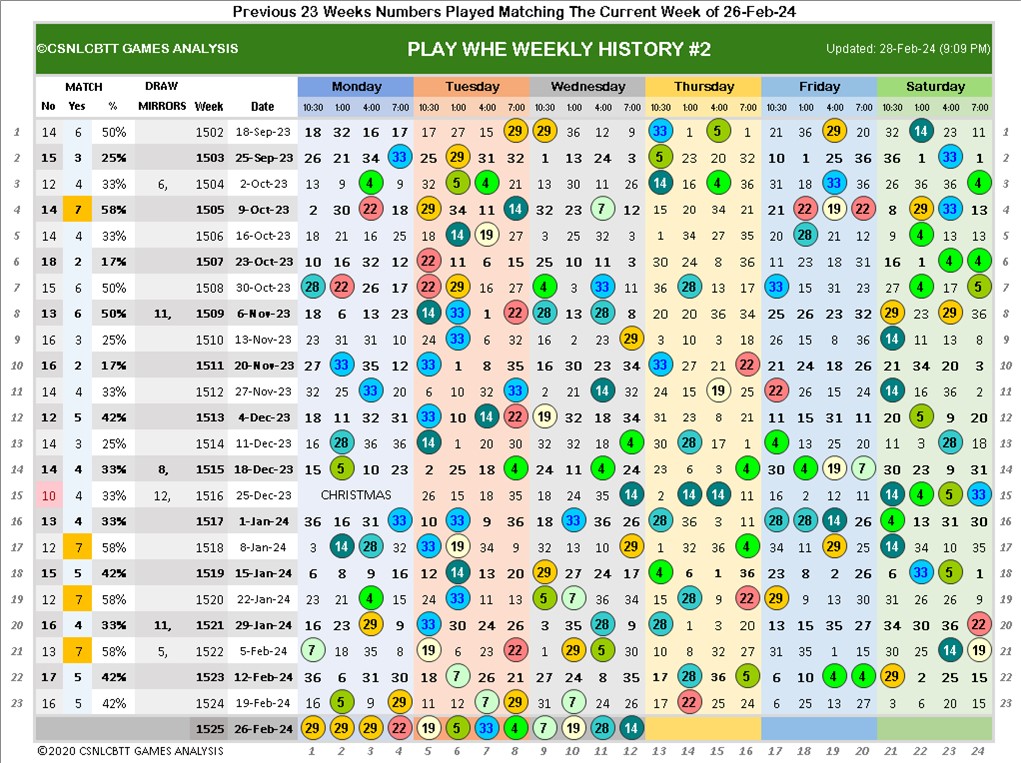 Previous 23 Weeks Numbers Played Matching The Current Week of 26-Feb-24
©CSNLCBTT GAMES ANALYSIS PLAY WHE WEEKLY HISTORY #2 Updated: 28-Feb-24 (9:09 PM)
MATCH DRAW Monday Tuesday Wednesday Thursday Friday Saturday
No Yes % MIRRORS Week Date 10:30 1:00 4:00 7:00 10:30 1:00 4:00 7:00 10:30 1:00 4:00 7:00 10:30 1:00 4:00 7:00 10:30 1:00 4:00 7:00 10:30 1:00 4:00 7:00
1 14 6 50% 1502 18-Sep-23 18 32 16 17 17 27 15 29 29 36 12 9 33 1 5 1 21 36 29 20 32 14 23 11 1
2 15 3 25% 1503 25-Sep-23 26 21 34 33 25 29 31 32 1 13 24 3 5 23 20 32 10 1 25 36 36 1 33 1 2
3 12 4 33% 6, 1504 2-Oct-23 13 9 4 9 32 5 4 21 13 30 11 26 14 16 4 36 31 18 33 36 26 36 36 4 3
4 14 7 58% 1505 9-Oct-23 2 30 22 18 29 34 11 14 32 23 7 12 15 20 34 21 21 22 19 22 8 29 33 13 4
5 14 4 33% 1506 16-Oct-23 18 21 16 25 18 14 19 27 3 25 32 3 1 34 27 35 20 28 21 12 9 4 13 13 5
6 18 2 17% 1507 23-Oct-23 10 16 32 12 22 11 6 15 25 10 11 3 30 24 8 36 11 23 18 31 16 1 4 4 6
7 15 6 50% 1508 30-Oct-23 28 22 26 17 22 29 16 27 4 3 33 11 36 28 13 17 33 15 31 23 27 4 17 5 7
8 13 6 50% 11, 1509 6-Nov-23 18 6 13 23 14 33 1 22 28 13 28 8 20 20 36 34 25 26 23 32 29 23 29 36 8
9 16 3 25% 1510 13-Nov-23 23 31 31 10 24 33 6 32 16 2 23 29 3 10 3 18 26 15 8 36 14 11 13 8 9
10 16 2 17% 1511 20-Nov-23 27 33 35 12 33 1 8 35 16 30 23 34 33 27 21 22 21 24 18 26 21 34 20 3 10
11 14 4 33% 1512 27-Nov-23 32 25 33 20 6 10 32 33 2 11 14 11 24 15 19 25 22 26 11 25 14 16 8 6 11
12 12 5 42% 1513 4-Dec-23 18 11 32 31 33 10 14 22 19 32 18 34 31 23 8 21 11 15 31 11 20 5 9 20 12
13 14 3 25% 1514 11-Dec-23 16 28 36 36 14 1 20 30 32 32 18 4 30 28 17 1 4 13 25 20 11 3 28 18 13
14 14 4 33% 8, 1515 18-Dec-23 15 5 10 23 2 25 18 4 24 11 4 24 23 6 3 4 30 4 19 7 30 23 9 31 14
15 10 4 33% 12, 1516 25-Dec-23 CHRISTMAS 26 15 18 35 18 24 35 14 2 14 14 11 16 2 12 11 14 4 5 33 15
16 13 4 33% 1517 1-Jan-24 36 16 31 33 10 33 9 36 18 33 36 26 28 36 3 11 28 28 14 26 4 13 31 30 16
17 12 7 58% 1518 8-Jan-24 3 14 28 32 33 19 34 9 32 13 10 29 1 32 36 4 34 11 29 25 14 34 10 35 17
18 15 5 42% 1519 15-Jan-24 6 8 9 16 12 14 13 20 29 27 24 17 4 6 1 36 23 8 2 26 6 33 5 1 18
19 12 7 58% 1520 22-Jan-24 23 21 4 15 24 33 11 13 5 7 36 34 15 28 9 22 29 9 13 30 31 26 26 9 19
20 16 4 33% 11, 1521 29-Jan-24 16 23 29 9 33 30 24 26 3 35 28 9 28 1 3 20 13 13 35 27 34 30 36 22 20
21 13 7 58% 5, 1522 5-Feb-24 7 18 35 8 19 6 23 22 1 29 5 30 23 8 32 18 31 35 1 15 30 25 14 19 21
22 17 5 42% 1523 12-Feb-24 36 6 31 30 18 7 26 21 27 24 8 35 17 28 36 5 6 10 4 4 29 2 25 15 22
23 16 5 42% 1524 19-Feb-24 16 5 9 29 11 12 7 29 31 7 24 26 17 22 25 24 6 25 13 27 3 6 20 15 23
1525 26-Feb-24 29 29 29 22 19 5 33 4 7 19 28 14
©2020 CSNLCBTT GAMES ANALYSIS 1 2 3 4 5 6 7 8 9 10 11 12 13 14 15 16 17 18 19 20 21 22 23 24